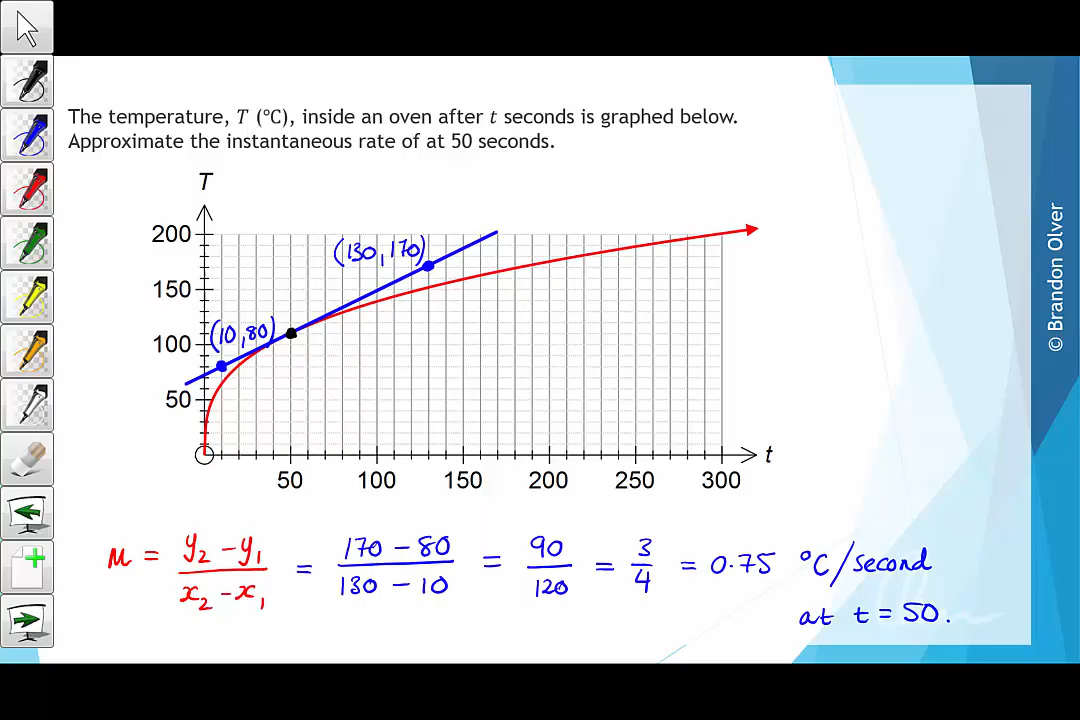 The temperature, T (°C), inside an oven after t seconds is graphed below.
Approximate the instantaneous rate of at 50 seconds.
T
200
(130,170)
150
(10,80)
100
50
t
50 100 150 200 250 300
m = (y₂ - y₁)/(x₂ - x₁) = (170 - 80)/(130 - 10) = 90/120 = 3/4 = 0.75 °C/second
at t = 50.
© Brandon Olver